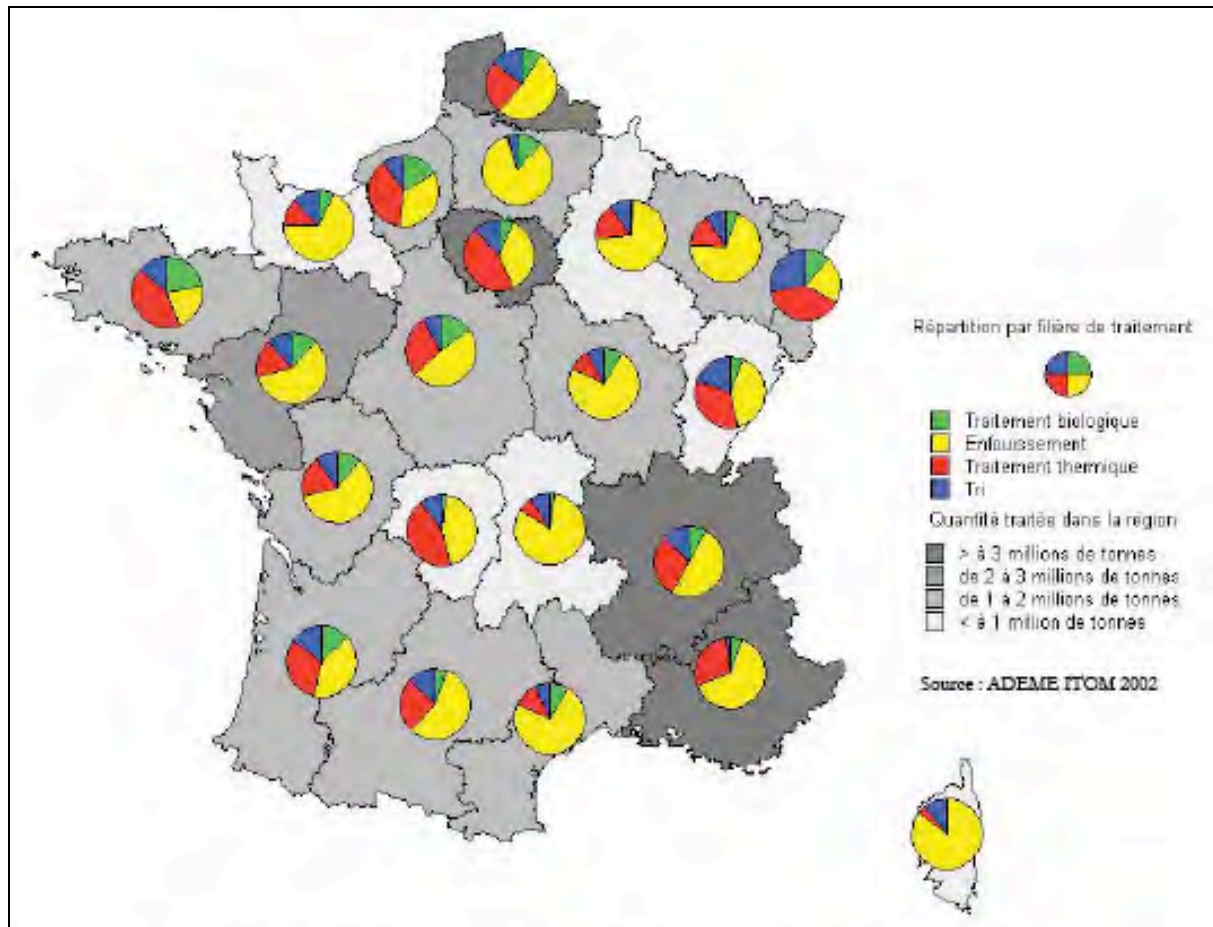 Répartition par filière de traitement
Traitement biologique
Enfouissement
Traitement thermique
Tri
Quantité traitée dans la région
> à 3 millions de tonnes
de 2 à 3 millions de tonnes
de 1 à 2 millions de tonnes
< à 1 million de tonnes
Source : ADEME ITOM 2002